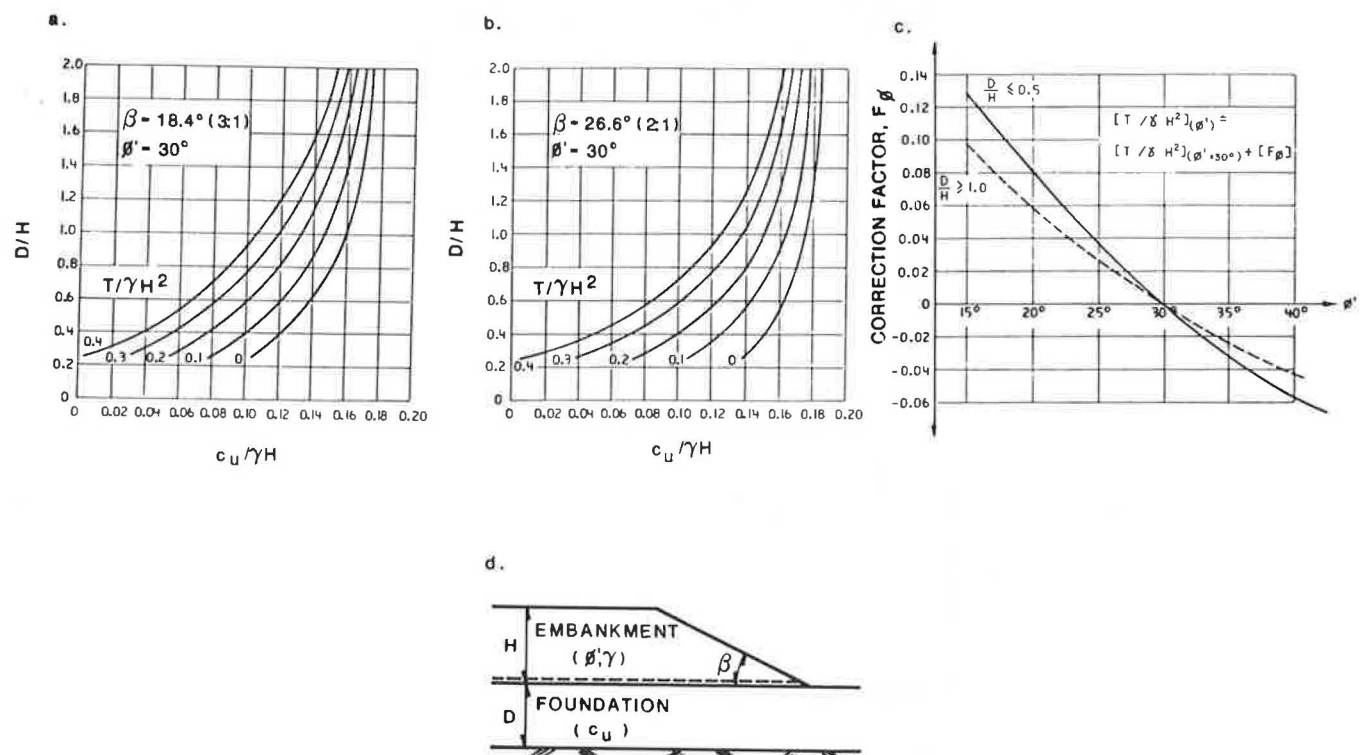 a.
2.0
1.8
1.6
1.4
1.2
1.0
0.8
0.6
0.4
0.2
0
D/H
β = 18.4° (3:1)
ø' = 30°
T/γH²
0.4
0.3
0.2
0.1
0
0
0.02
0.04
0.06
0.08
0.10
0.12
0.14
0.16
0.18
0.20
cu/γH
b.
2.0
1.8
1.6
1.4
1.2
1.0
0.8
0.6
0.4
0.2
0
D/H
β = 26.6° (2:1)
ø' = 30°
T/γH²
0.4
0.3
0.2
0.1
0
0
0.02
0.04
0.06
0.08
0.10
0.12
0.14
0.16
0.18
0.20
cu/γH
c.
CORRECTION FACTOR, Fø
0.14
0.12
0.10
0.08
0.06
0.04
0.02
0
-0.02
-0.04
-0.06
D/H ≤ 0.5
D/H ≥ 1.0
[T /γ H²](ø') =
[T /γ H²](ø'=30°) + [Fø]
15°
20°
25°
30°
35°
40°
ø'
d.
H
EMBANKMENT
(ø',γ)
β
D
FOUNDATION
(cu)